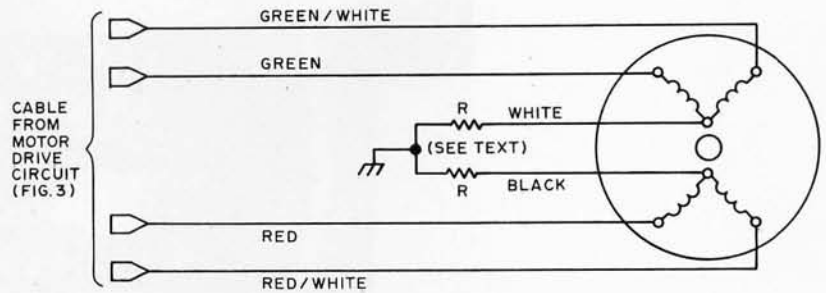 GREEN/WHITE
GREEN
CABLE
FROM
MOTOR
DRIVE
CIRCUIT
(FIG.3)
R
WHITE
(SEE TEXT)
R
BLACK
RED
RED/WHITE